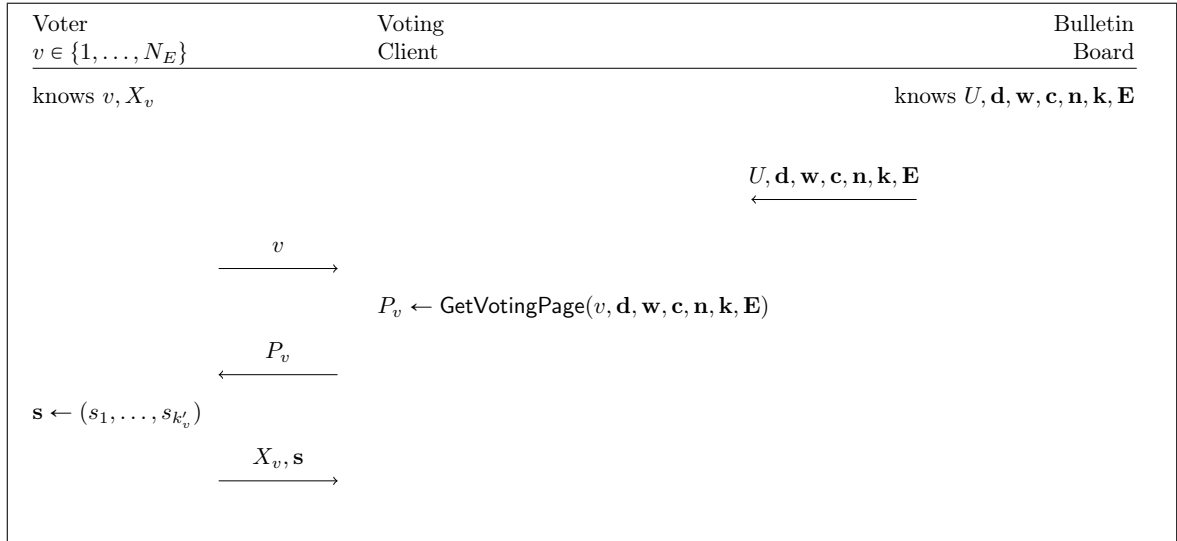 Voter Voting Bulletin
v ∈ {1, . . . , N_E} Client Board
knows v, X_v knows U, d, w, c, n, k, E
U, d, w, c, n, k, E
v
P_v ← GetVotingPage(v, d, w, c, n, k, E)
P_v
s ← (s_1, . . . , s_{k'_v})
X_v, s